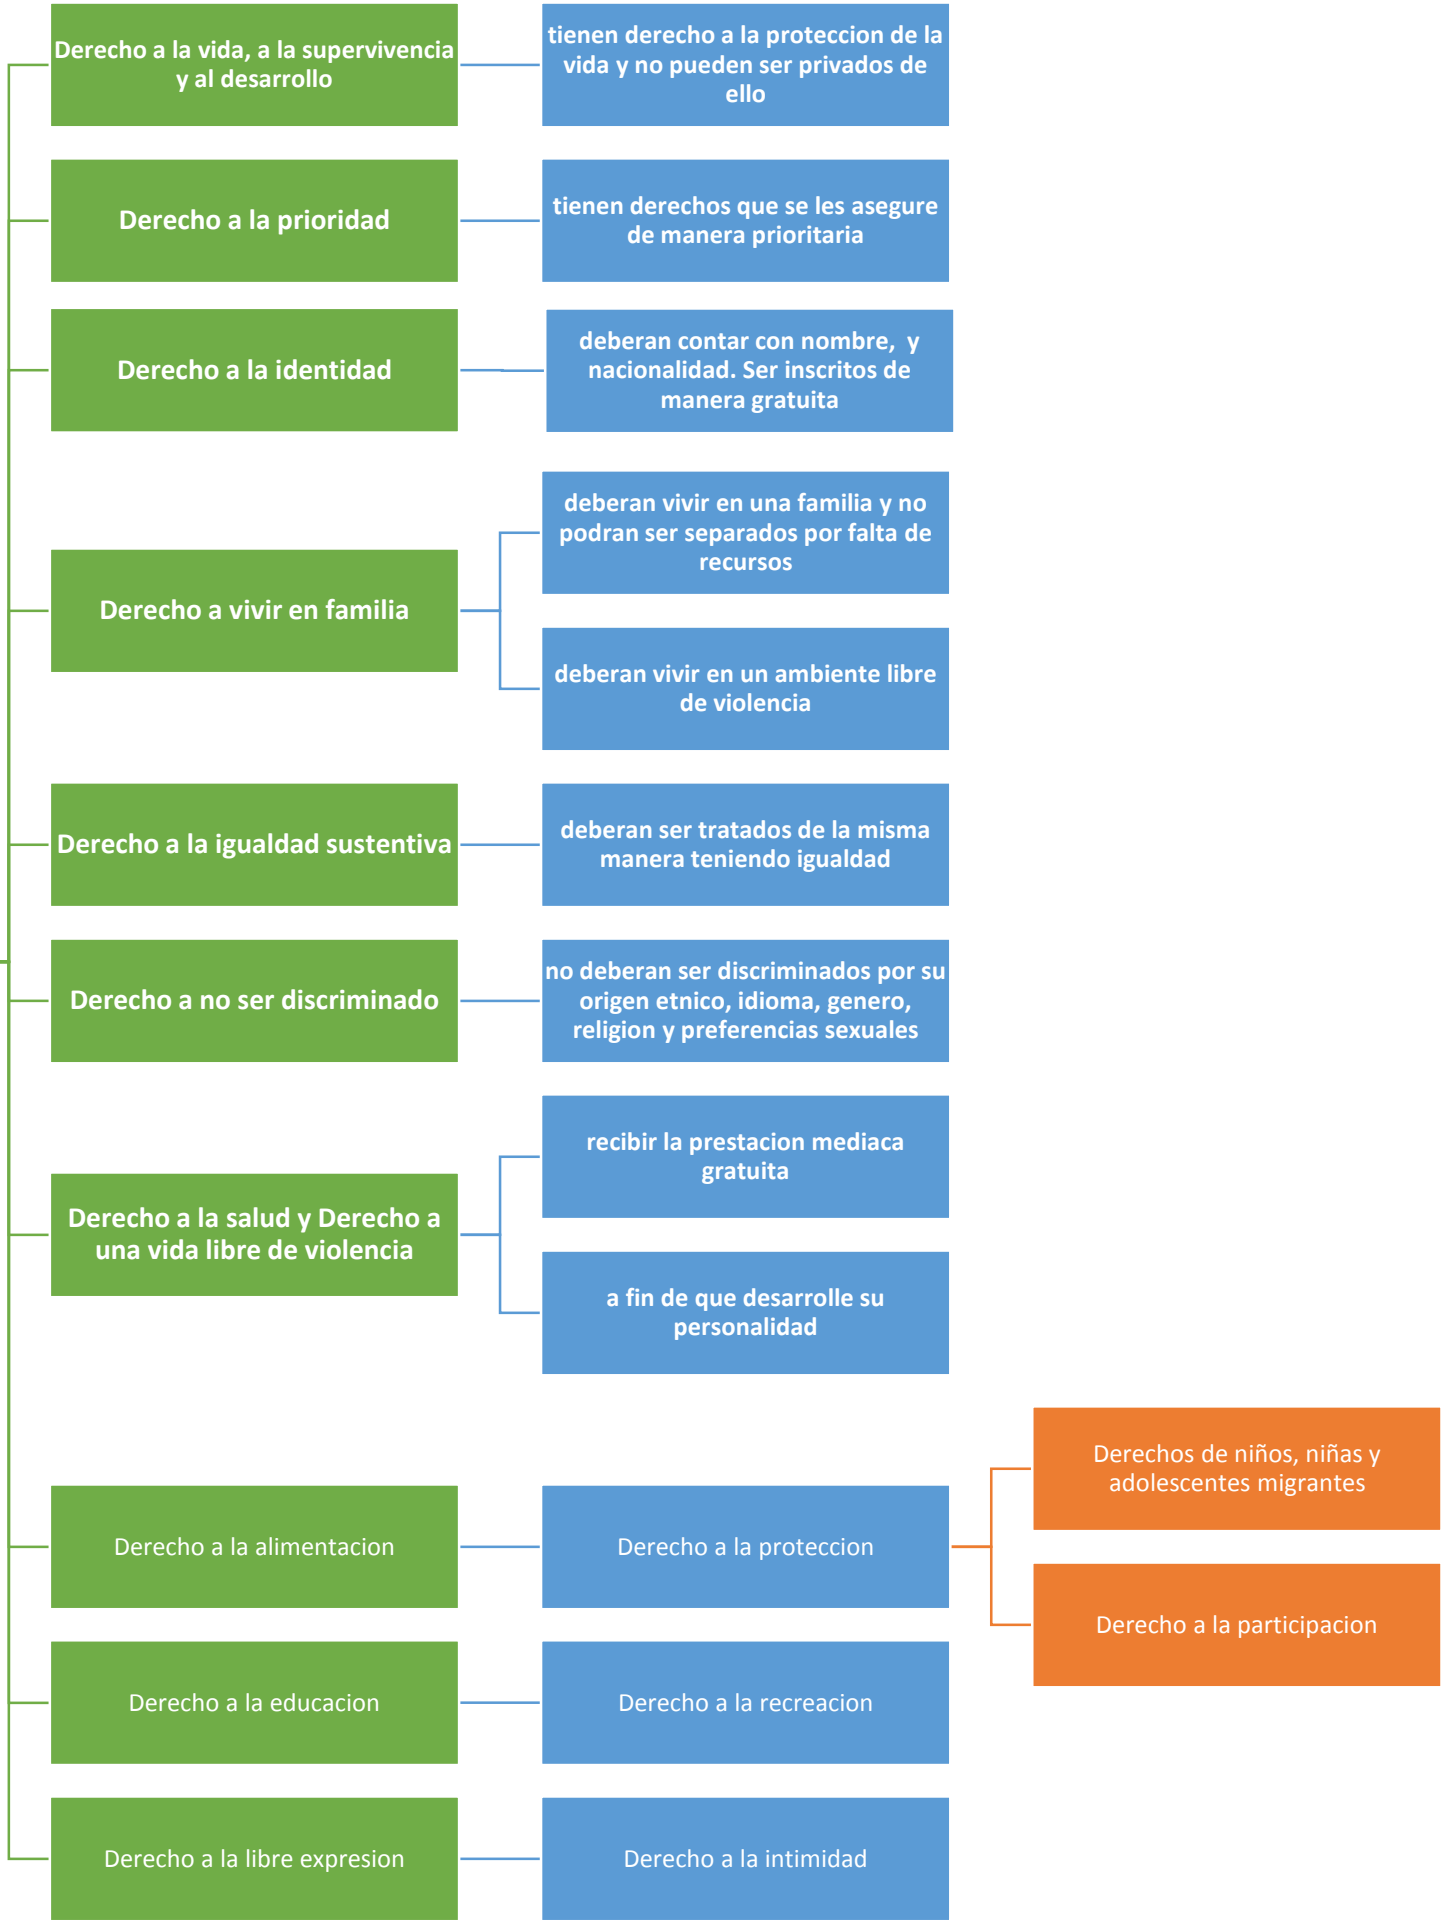 Derecho a la vida, a la supervivencia
y al desarrollo
tienen derecho a la proteccion de la
vida y no pueden ser privados de
ello
Derecho a la prioridad
tienen derechos que se les asegure
de manera prioritaria
Derecho a la identidad
deberan contar con nombre,  y
nacionalidad. Ser inscritos de
manera gratuita
Derecho a vivir en familia
deberan vivir en una familia y no
podran ser separados por falta de
recursos
deberan vivir en un ambiente libre
de violencia
Derecho a la igualdad sustentiva
deberan ser tratados de la misma
manera teniendo igualdad
Derecho a no ser discriminado
no deberan ser discriminados por su
origen etnico, idioma, genero,
religion y preferencias sexuales
Derecho a la salud y Derecho a
una vida libre de violencia
recibir la prestacion mediaca
gratuita
a fin de que desarrolle su
personalidad
Derecho a la alimentacion
Derecho a la proteccion
Derechos de niños, niñas y
adolescentes migrantes
Derecho a la participacion
Derecho a la educacion
Derecho a la recreacion
Derecho a la libre expresion
Derecho a la intimidad